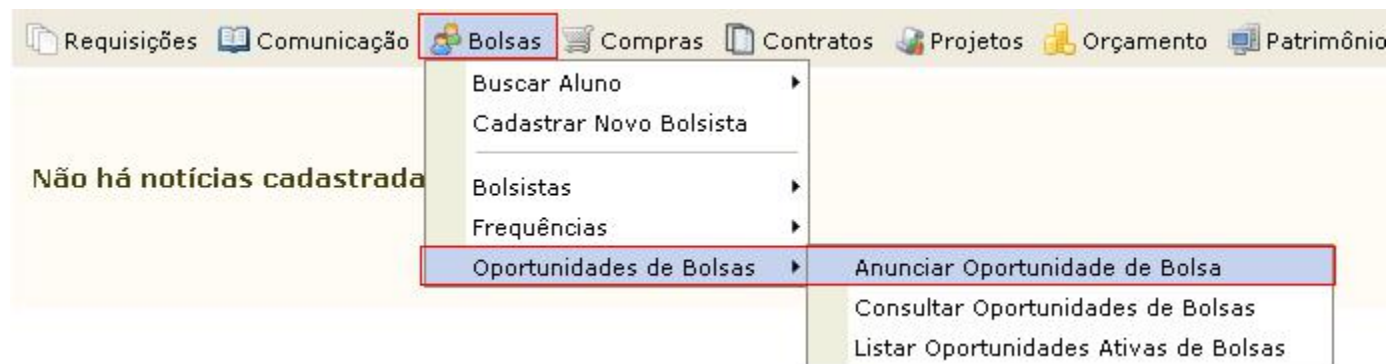 Requisições Comunicação Bolsas Compras Contratos Projetos Orçamento Patrimônio
Buscar Aluno
Cadastrar Novo Bolsista
Não há notícias cadastrada
Bolsistas
Frequências
Oportunidades de Bolsas Anunciar Oportunidade de Bolsa
Consultar Oportunidades de Bolsas
Listar Oportunidades Ativas de Bolsas